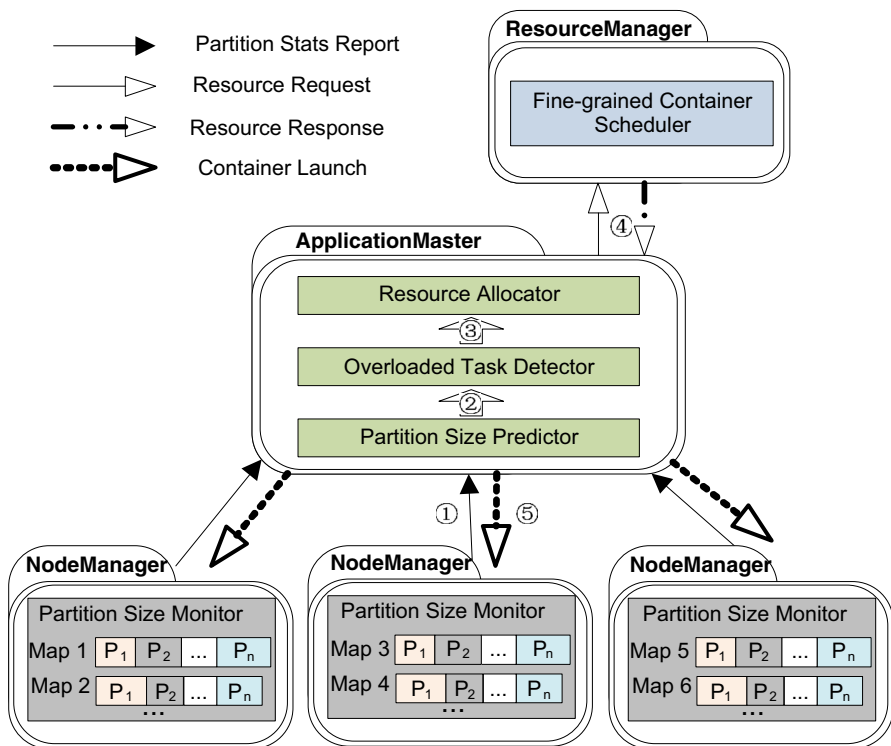 Partition Stats Report
Resource Request
Resource Response
Container Launch
ResourceManager
Fine-grained Container
Scheduler
④
ApplicationMaster
Resource Allocator
③
Overloaded Task Detector
②
Partition Size Predictor
①
⑤
NodeManager
Partition Size Monitor
Map 1 P1 P2 ... Pn
Map 2 P1 P2 ... Pn
...
NodeManager
Partition Size Monitor
Map 3 P1 P2 ... Pn
Map 4 P1 P2 ... Pn
...
NodeManager
Partition Size Monitor
Map 5 P1 P2 ... Pn
Map 6 P1 P2 ... Pn
...